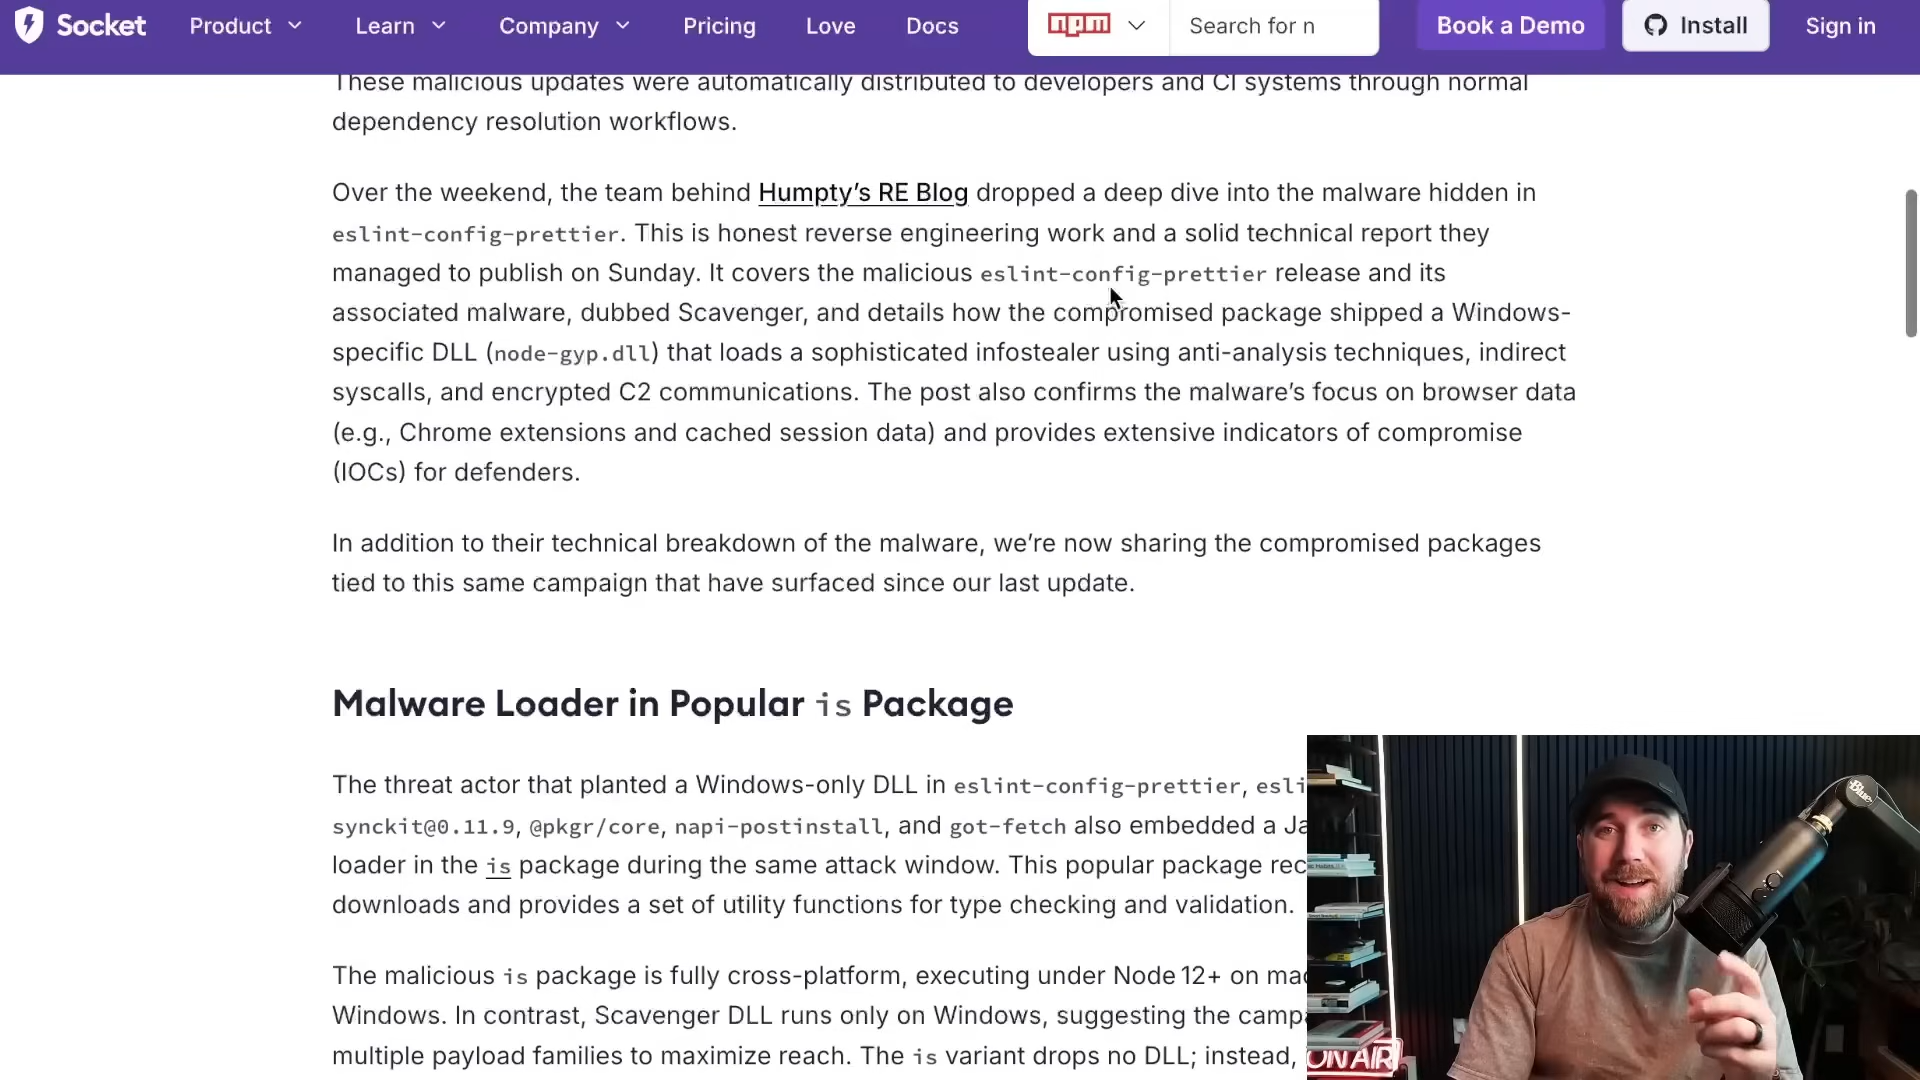 Socket Product Learn Company Pricing Love Docs npm Search for n Book a Demo Install Sign in
These malicious updates were automatically distributed to developers and CI systems through normal
dependency resolution workflows.
Over the weekend, the team behind Humpty’s RE Blog dropped a deep dive into the malware hidden in
eslint-config-prettier. This is honest reverse engineering work and a solid technical report they
managed to publish on Sunday. It covers the malicious eslint-config-prettier release and its
associated malware, dubbed Scavenger, and details how the compromised package shipped a Windows-
specific DLL (node-gyp.dll) that loads a sophisticated infostealer using anti-analysis techniques, indirect
syscalls, and encrypted C2 communications. The post also confirms the malware’s focus on browser data
(e.g., Chrome extensions and cached session data) and provides extensive indicators of compromise
(IOCs) for defenders.
In addition to their technical breakdown of the malware, we’re now sharing the compromised packages
tied to this same campaign that have surfaced since our last update.
Malware Loader in Popular is Package
The threat actor that planted a Windows-only DLL in eslint-config-prettier, esli
synckit@0.11.9, @pkgr/core, napi-postinstall, and got-fetch also embedded a Ja
loader in the is package during the same attack window. This popular package rec
downloads and provides a set of utility functions for type checking and validation.
The malicious is package is fully cross-platform, executing under Node 12+ on mac
Windows. In contrast, Scavenger DLL runs only on Windows, suggesting the camp
multiple payload families to maximize reach. The is variant drops no DLL; instead,
Blue
ON AIR